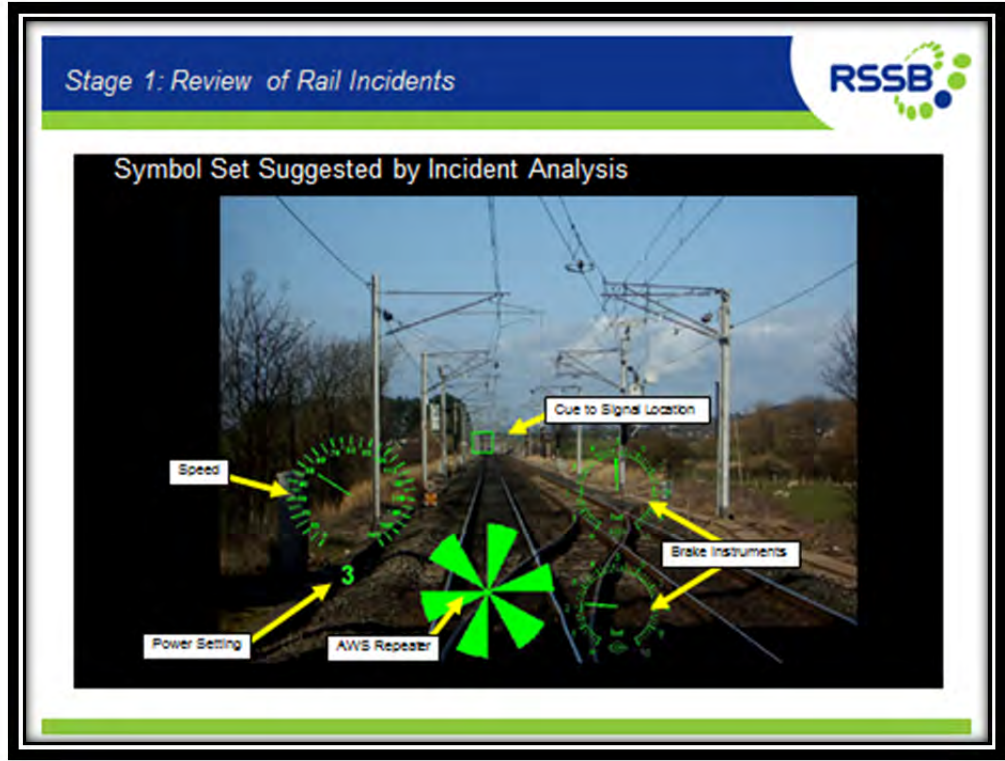 Stage 1: Review of Rail Incidents
RSSB
Symbol Set Suggested by Incident Analysis
Cue to Signal Location
Speed
Brake Instruments
3
Power Setting
AWS Repeater